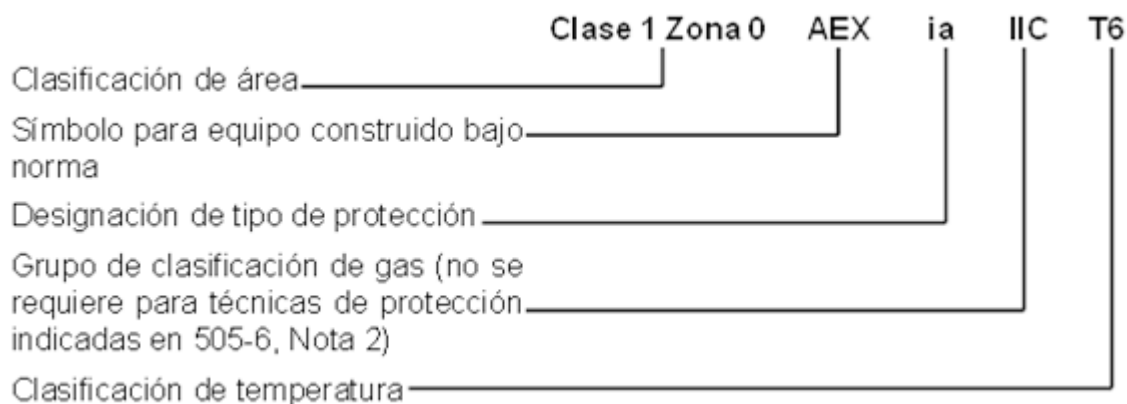 Clase 1 Zona 0 AEX ia IIC T6
Clasificación de área
Símbolo para equipo construido bajo
norma
Designación de tipo de protección
Grupo de clasificación de gas (no se
requiere para técnicas de protección
indicadas en 505-6, Nota 2)
Clasificación de temperatura